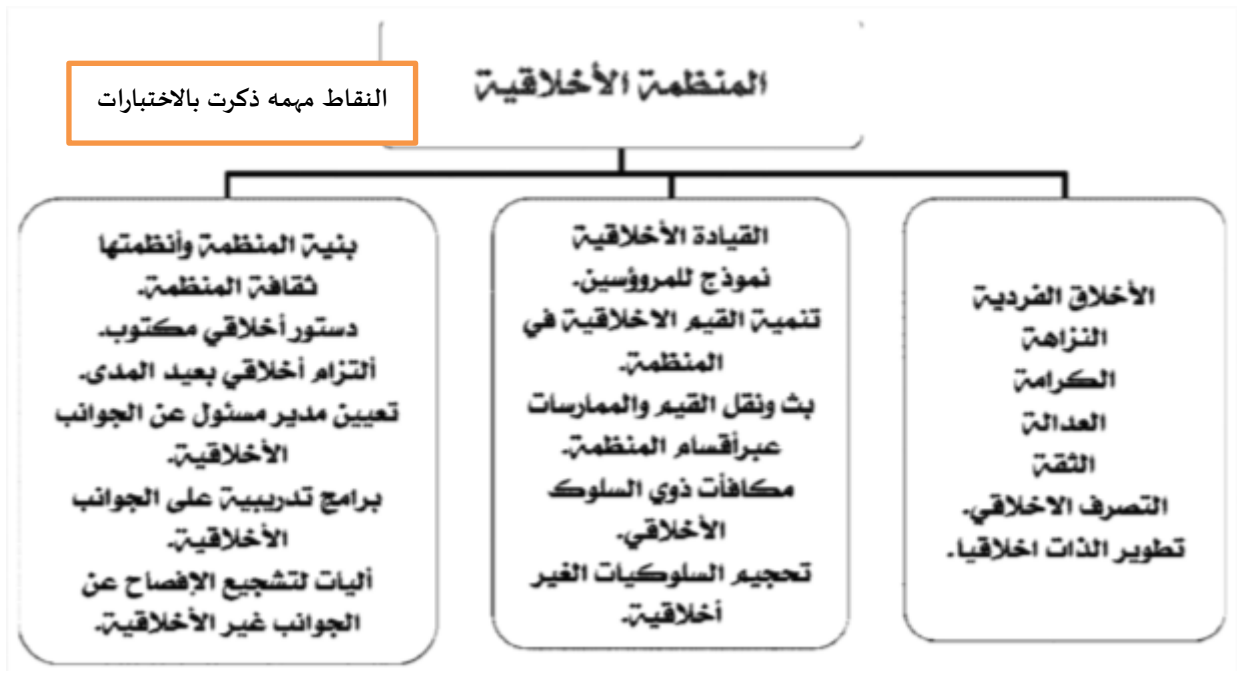 المنظمة الأخلاقية
النقاط مهمه ذكرت بالاختبارات
الأخلاق الفردية
النزاهة
الكرامة
العدالة
الثقة
التصرف الاخلاقي.
تطوير الذات اخلاقيا.
القيادة الأخلاقية
نموذج للمروؤسين.
تنمية القيم الاخلاقية في
المنظمة.
بث ونقل القيم والممارسات
عبرأقسام المنظمة.
مكافأت ذوي السلوك
الأخلاقي.
تحجيم السلوكيات الغير
أخلاقية.
بنية المنظمة وأنظمتها
ثقافة المنظمة.
دستور أخلاقي مكتوب.
ألتزام أخلاقي بعيد المدى.
تعيين مدير مسئول عن الجوانب
الأخلاقية.
برامج تدريبية على الجوانب
الأخلاقية.
أليات لتشجيع الإفصاح عن
الجوانب غير الأخلاقية.